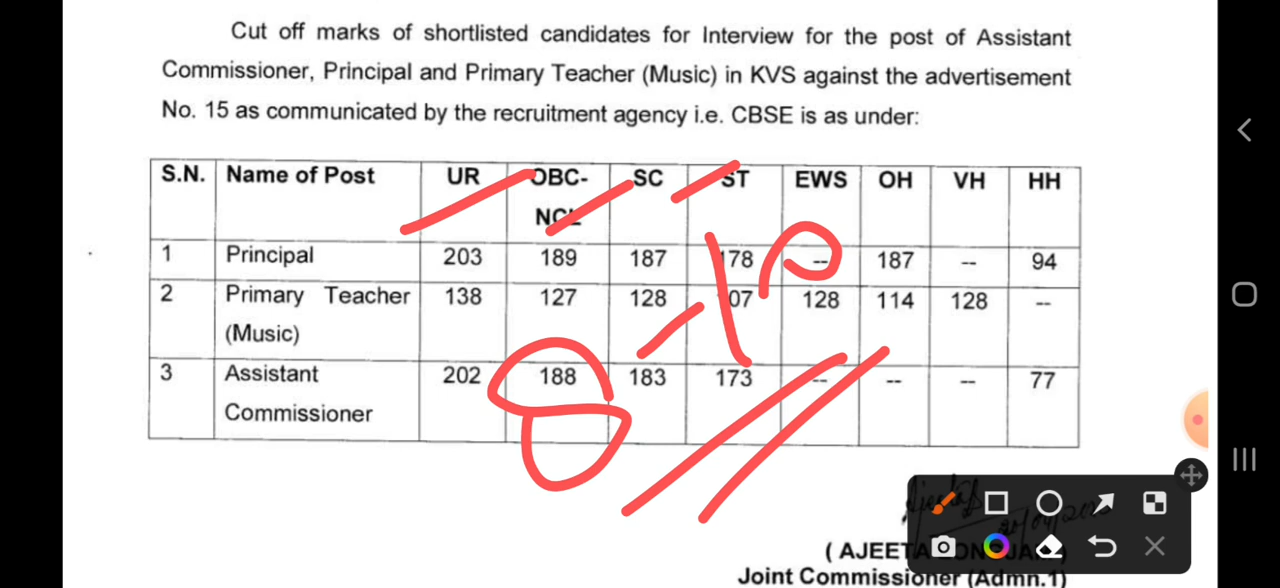 Cut off marks of shortlisted candidates for Interview for the post of Assistant
Commissioner, Principal and Primary Teacher (Music) in KVS against the advertisement
No. 15 as communicated by the recruitment agency i.e. CBSE is as under:
S.N. Name of Post UR OBC- SC ST EWS OH VH HH
NCL
1 Principal 203 189 187 178 -- 187 -- 94
2 Primary Teacher 138 127 128 107 128 114 128 --
(Music)
3 Assistant 202 188 183 173 -- -- -- 77
Commissioner
8 - 10
( AJEETA
Joint Commissioner (Admn.1)